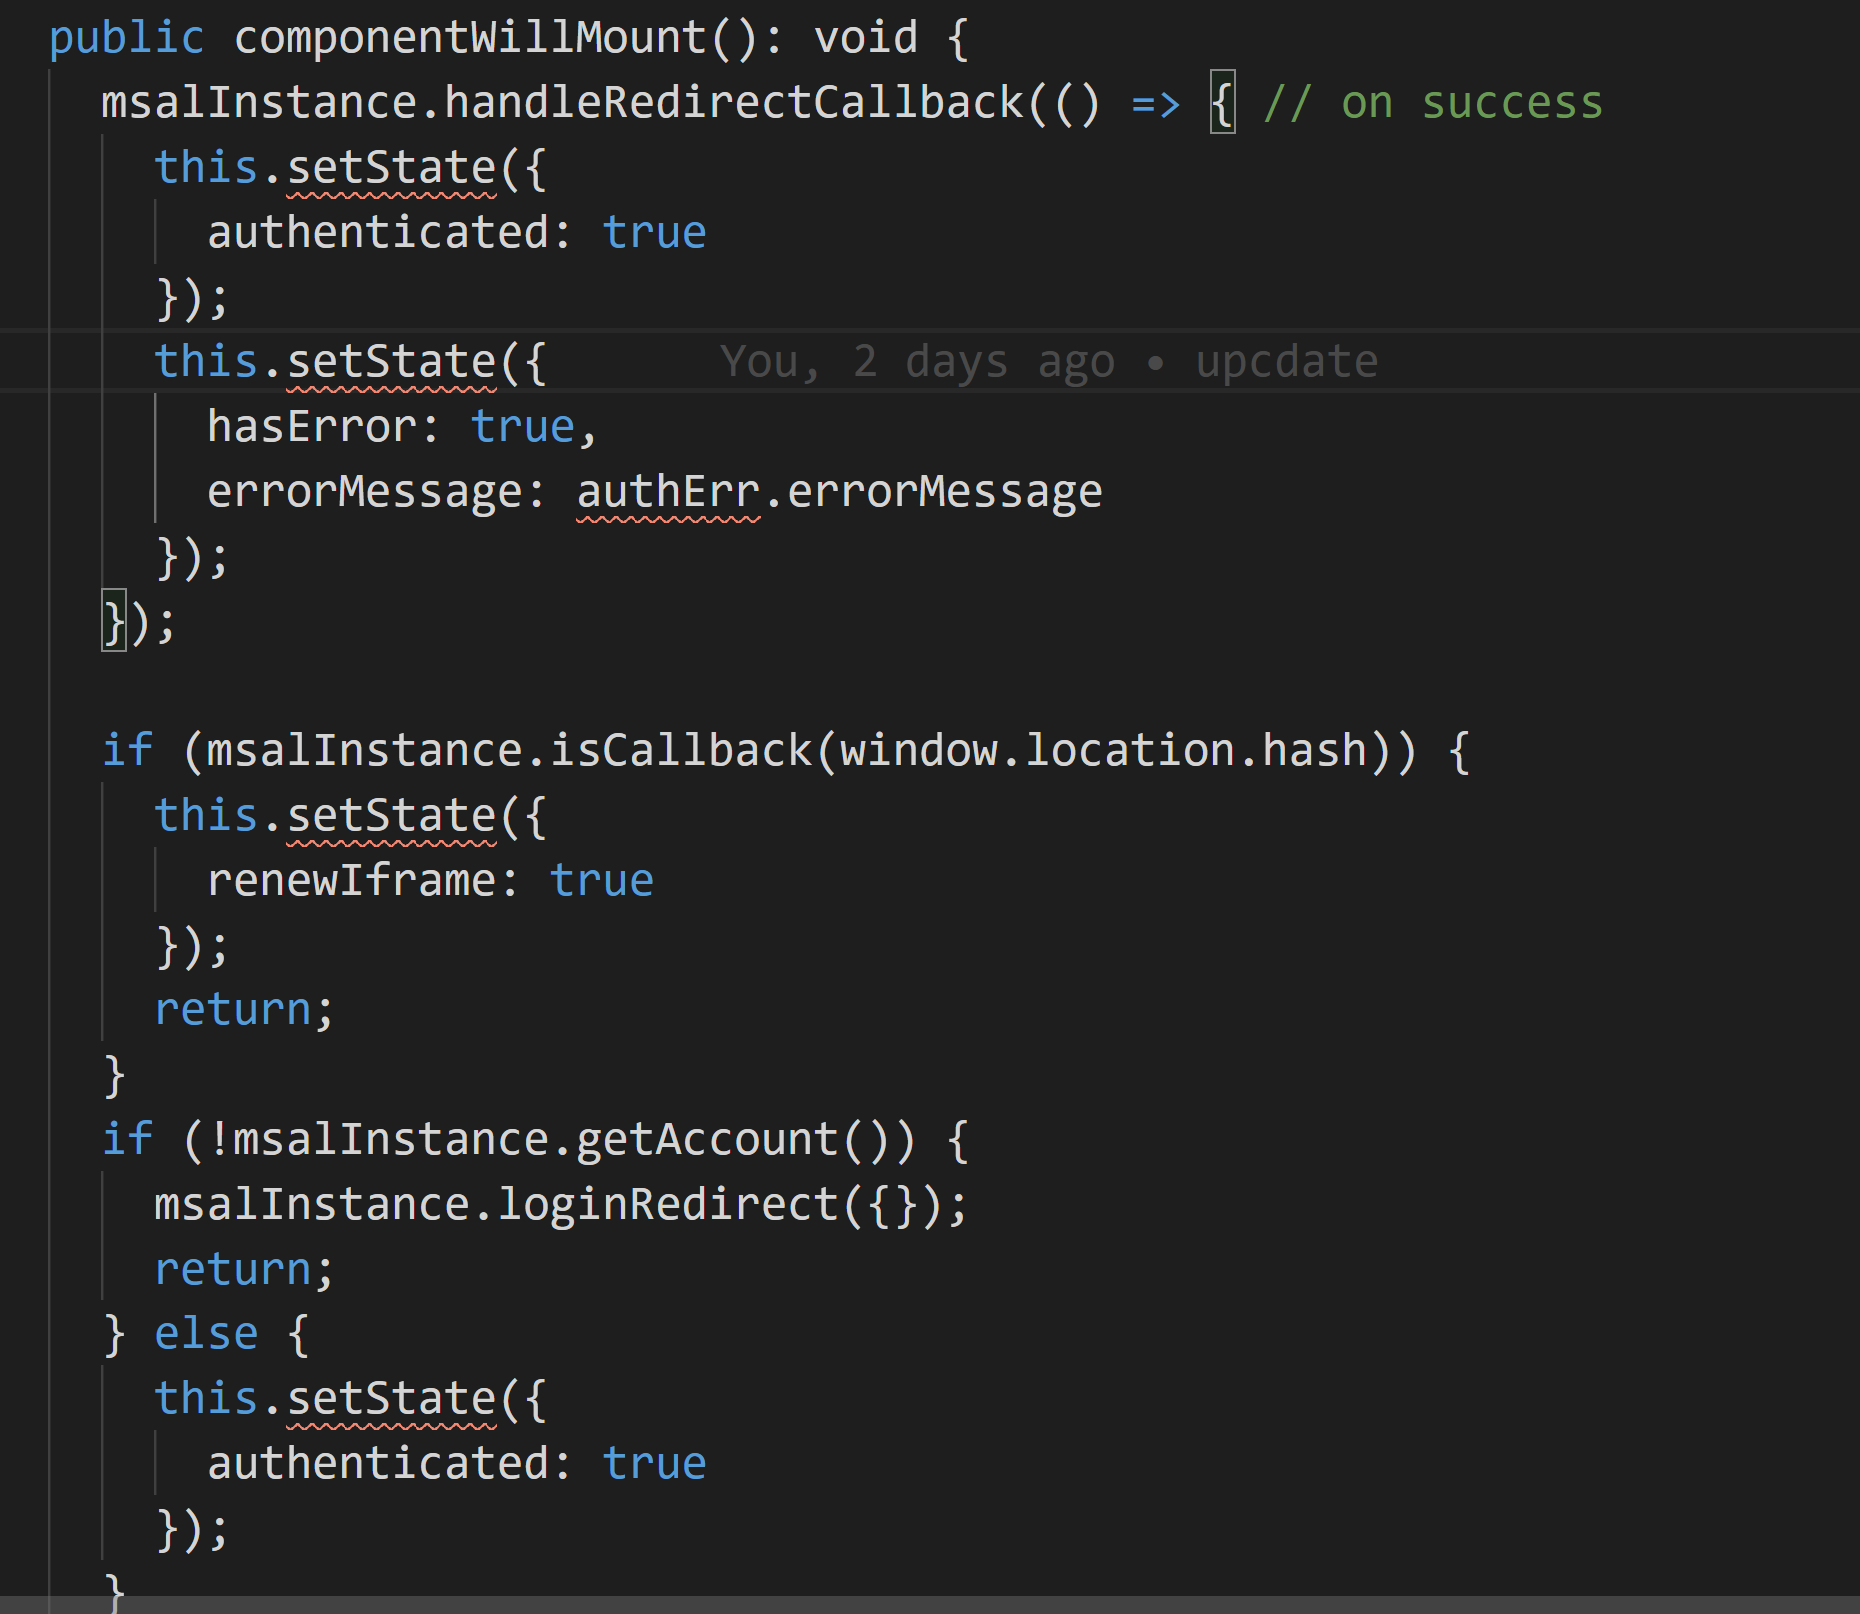 public componentWillMount(): void {
msalInstance.handleRedirectCallback(() => { // on success
this.setState({
authenticated: true
});
this.setState({ You, 2 days ago • upcdate
hasError: true,
errorMessage: authErr.errorMessage
});
});
if (msalInstance.isCallback(window.location.hash)) {
this.setState({
renewIframe: true
});
return;
}
if (!msalInstance.getAccount()) {
msalInstance.loginRedirect({});
return;
} else {
this.setState({
authenticated: true
});
}